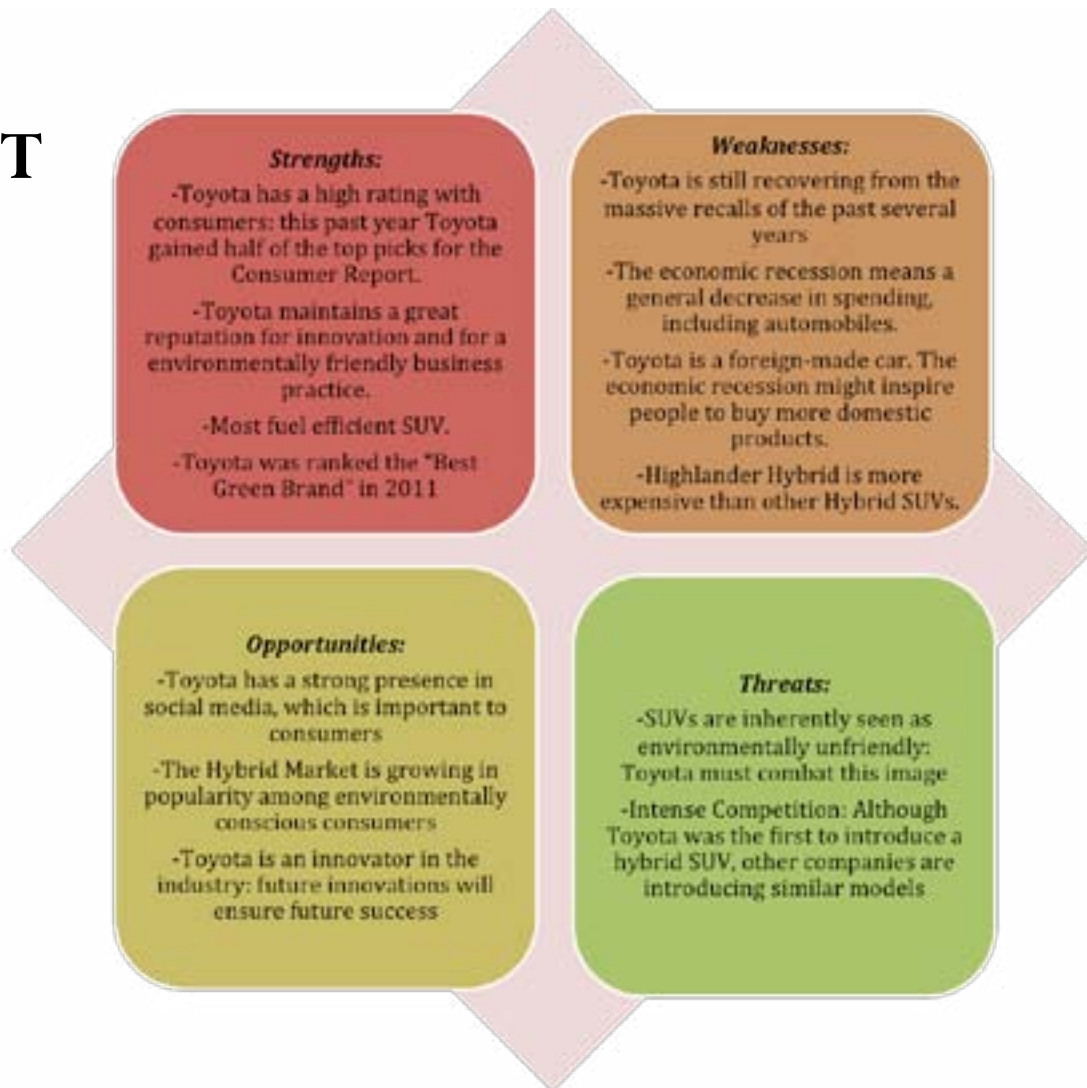 T
Strengths:
-Toyota has a high rating with
consumers: this past year Toyota
gained half of the top picks for the
Consumer Report.
-Toyota maintains a great
reputation for innovation and for a
environmentally friendly business
practice.
-Most fuel efficient SUV.
-Toyota was ranked the "Best
Green Brand" in 2011
Weaknesses:
-Toyota is still recovering from the
massive recalls of the past several
years
-The economic recession means a
general decrease in spending,
including automobiles.
-Toyota is a foreign-made car. The
economic recession might inspire
people to buy more domestic
products.
-Highlander Hybrid is more
expensive than other Hybrid SUVs.
Opportunities:
-Toyota has a strong presence in
social media, which is important to
consumers
-The Hybrid Market is growing in
popularity among environmentally
conscious consumers
-Toyota is an innovator in the
industry: future innovations will
ensure future success
Threats:
-SUVs are inherently seen as
environmentally unfriendly:
Toyota must combat this image
-Intense Competition: Although
Toyota was the first to introduce a
hybrid SUV, other companies are
introducing similar models